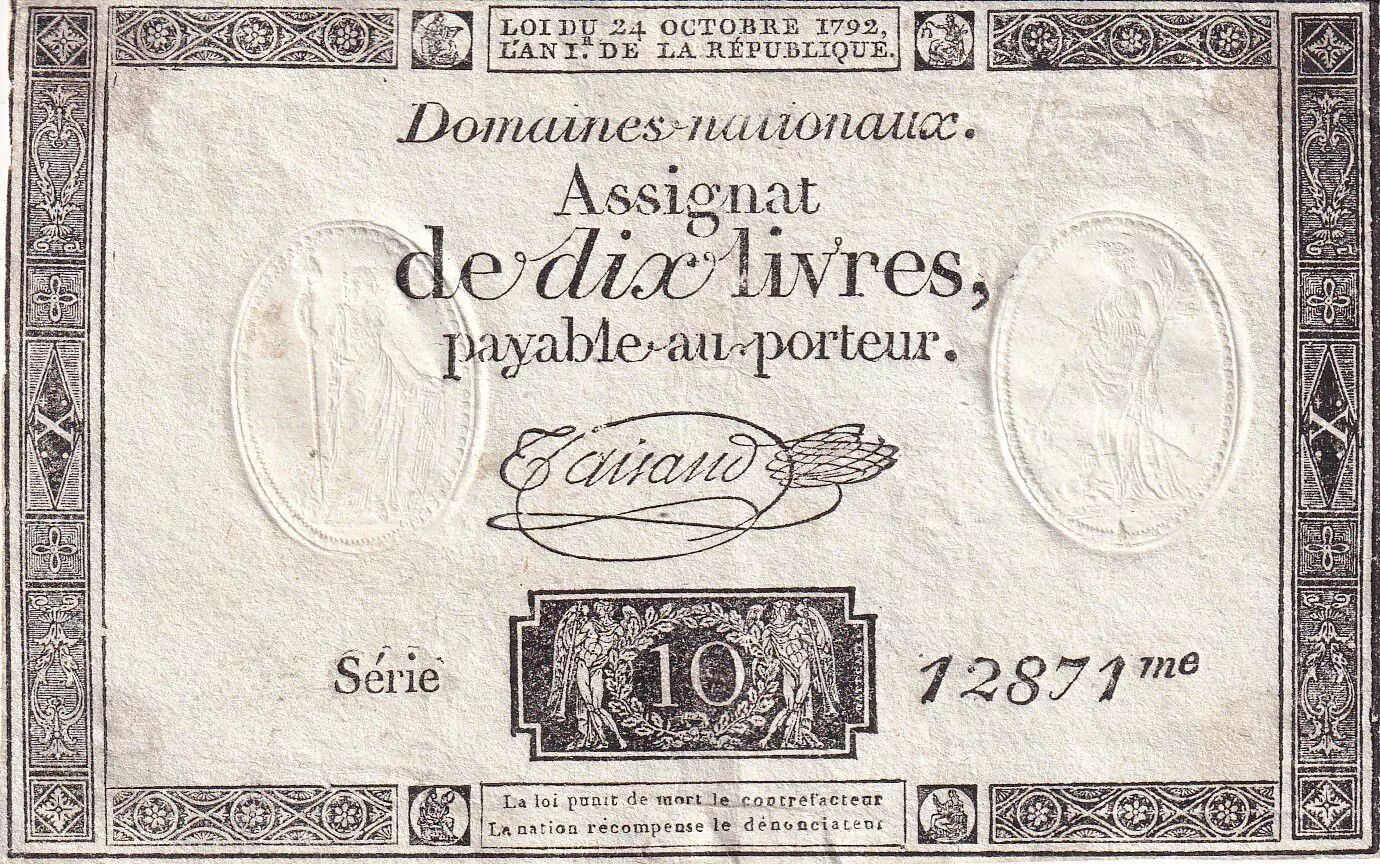 LOI DU 24 OCTOBRE 1792,
L'AN I.ᴿ DE LA RÉPUBLIQUE.
Domaines nationaux.
Assignat
de dix livres,
payable au porteur.
Taisaud
X
X
Série
10
12871me
La loi punit de mort le contrefacteur
La nation récompense le dénonciateur